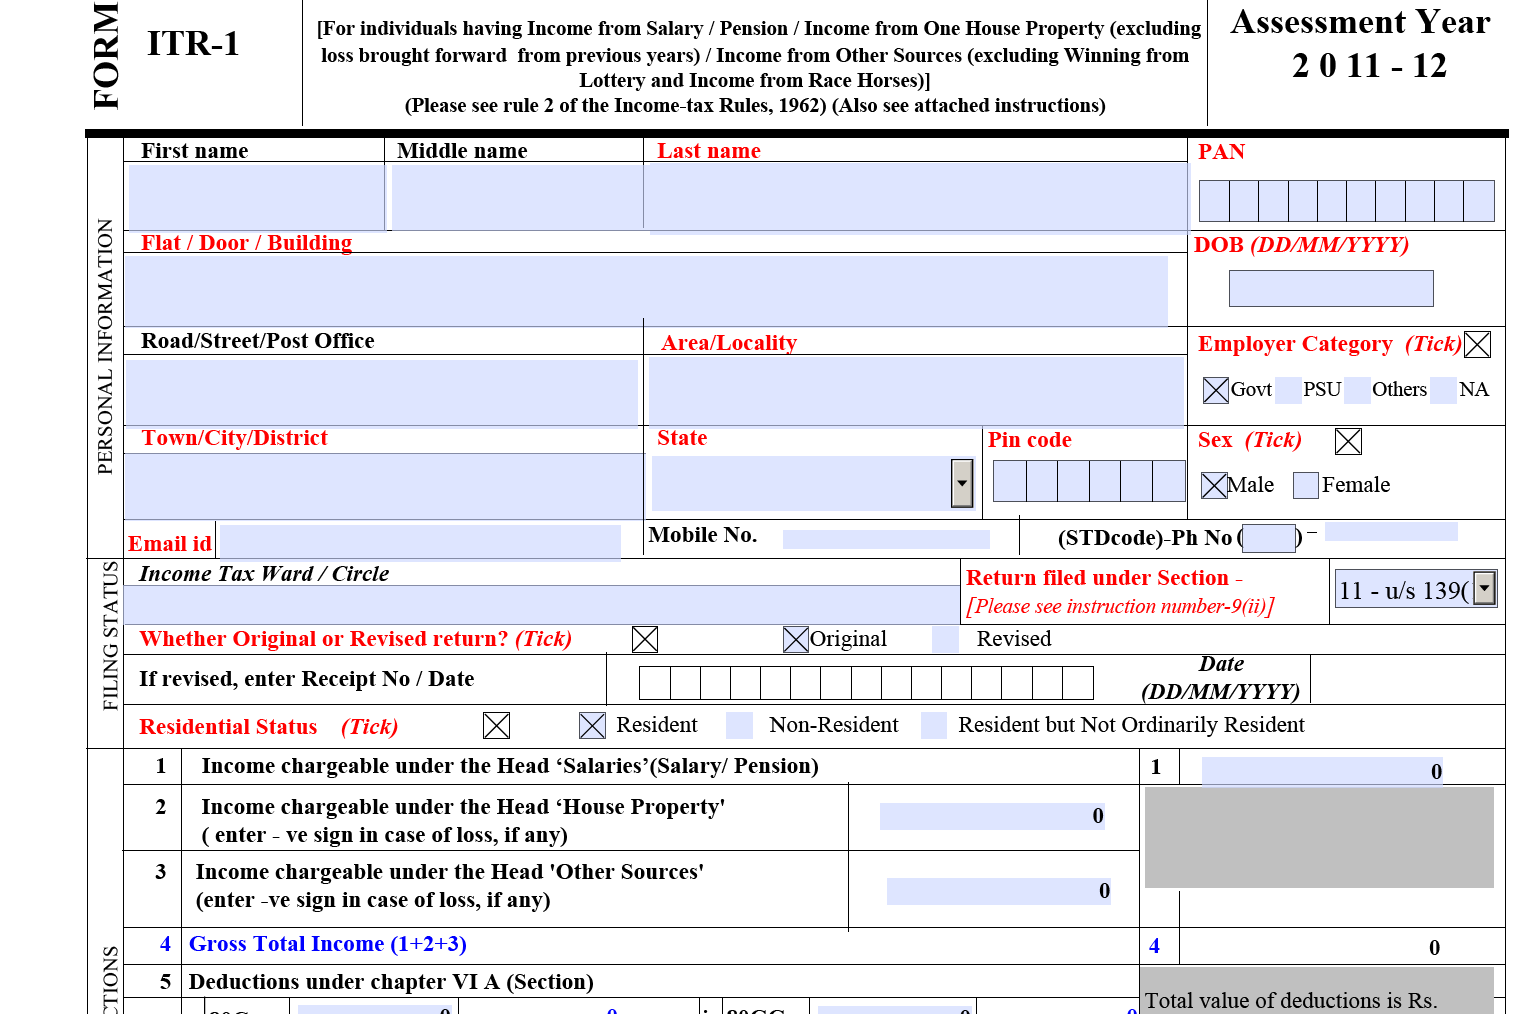 FORM
ITR-1
[For individuals having Income from Salary / Pension / Income from One House Property (excluding
loss brought forward from previous years) / Income from Other Sources (excluding Winning from
Lottery and Income from Race Horses)]
(Please see rule 2 of the Income-tax Rules, 1962) (Also see attached instructions)
Assessment Year
2 0 11 - 12
PERSONAL INFORMATION
First name
Middle name
Last name
PAN
Flat / Door / Building
DOB (DD/MM/YYYY)
Road/Street/Post Office
Area/Locality
Employer Category (Tick)
Govt PSU Others NA
Town/City/District
State
Pin code
Sex (Tick)
Male Female
Email id
Mobile No.
(STDcode)-Ph No ( ) –
FILING STATUS
Income Tax Ward / Circle
Return filed under Section -
[Please see instruction number-9(ii)]
11 - u/s 139(
Whether Original or Revised return? (Tick) Original Revised
If revised, enter Receipt No / Date
Date
(DD/MM/YYYY)
Residential Status (Tick) Resident Non-Resident Resident but Not Ordinarily Resident
1 Income chargeable under the Head ‘Salaries’(Salary/ Pension) 1 0
2 Income chargeable under the Head ‘House Property'
( enter - ve sign in case of loss, if any) 0
3 Income chargeable under the Head 'Other Sources'
(enter -ve sign in case of loss, if any) 0
4 Gross Total Income (1+2+3) 4 0
5 Deductions under chapter VI A (Section)
Total value of deductions is Rs.